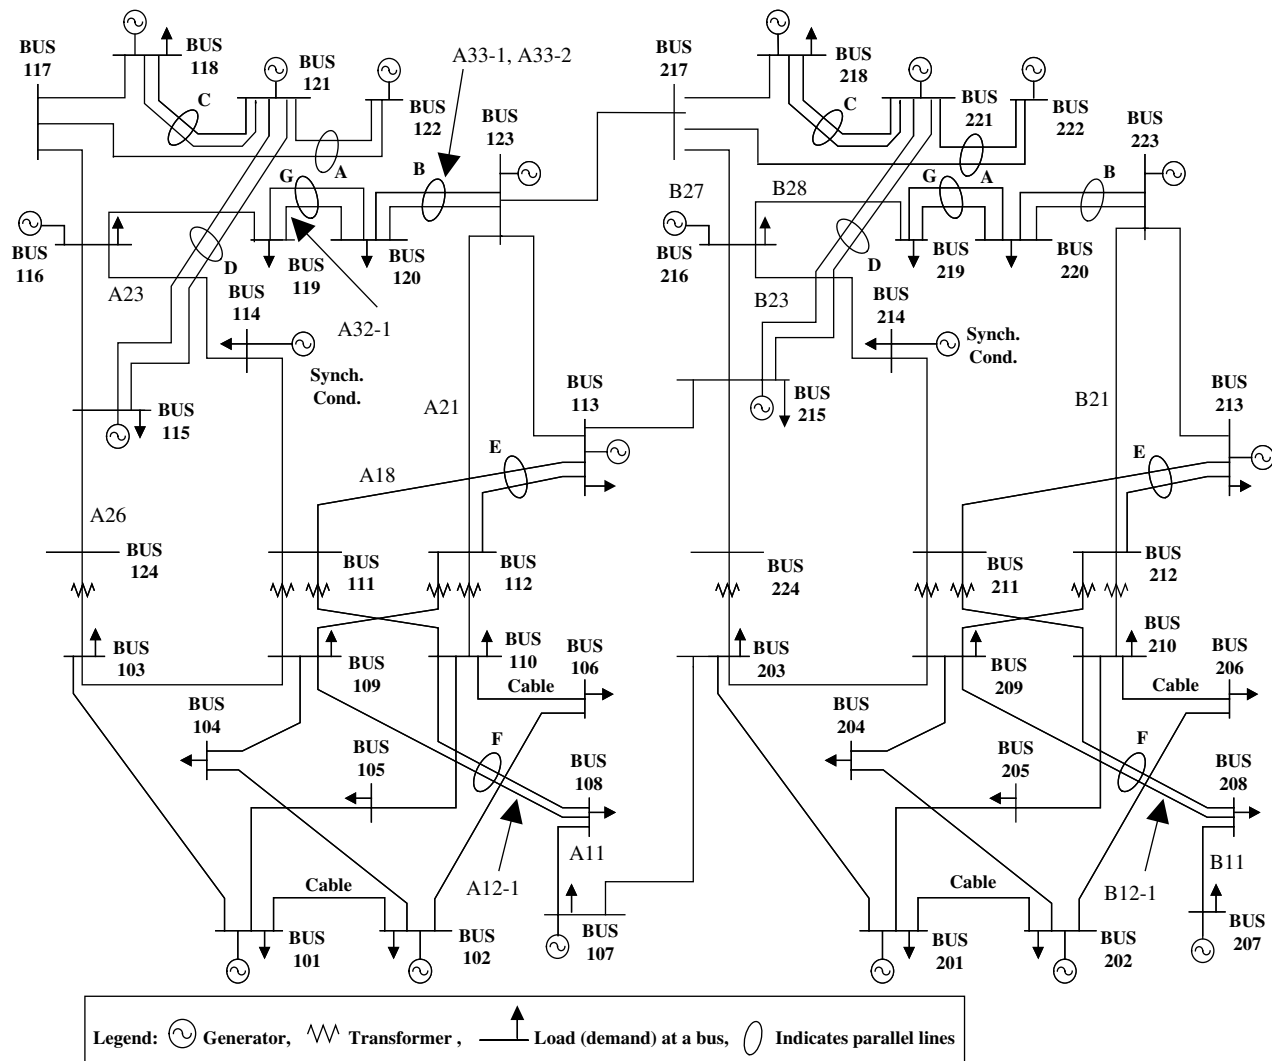 BUS
117
BUS
118
BUS
121
BUS
122
A33-1, A33-2
BUS
123
C
A
G
B
D
BUS
116
BUS
119
BUS
120
A23
BUS
114
A32-1
Synch.
Cond.
BUS
115
A21
BUS
113
E
A18
A26
BUS
124
BUS
111
BUS
112
BUS
103
BUS
109
BUS
110
BUS
106
Cable
BUS
104
BUS
105
F
BUS
108
A11
A12-1
Cable
BUS
101
BUS
102
BUS
107
BUS
217
BUS
218
BUS
221
BUS
222
BUS
223
C
A
G
B
D
B27
B28
BUS
216
BUS
219
BUS
220
B23
BUS
214
Synch.
Cond.
BUS
215
B21
BUS
213
E
BUS
224
BUS
211
BUS
212
BUS
203
BUS
209
BUS
210
BUS
206
Cable
BUS
204
BUS
205
F
BUS
208
B11
B12-1
Cable
BUS
201
BUS
202
BUS
207
Legend: Generator, Transformer , Load (demand) at a bus, Indicates parallel lines